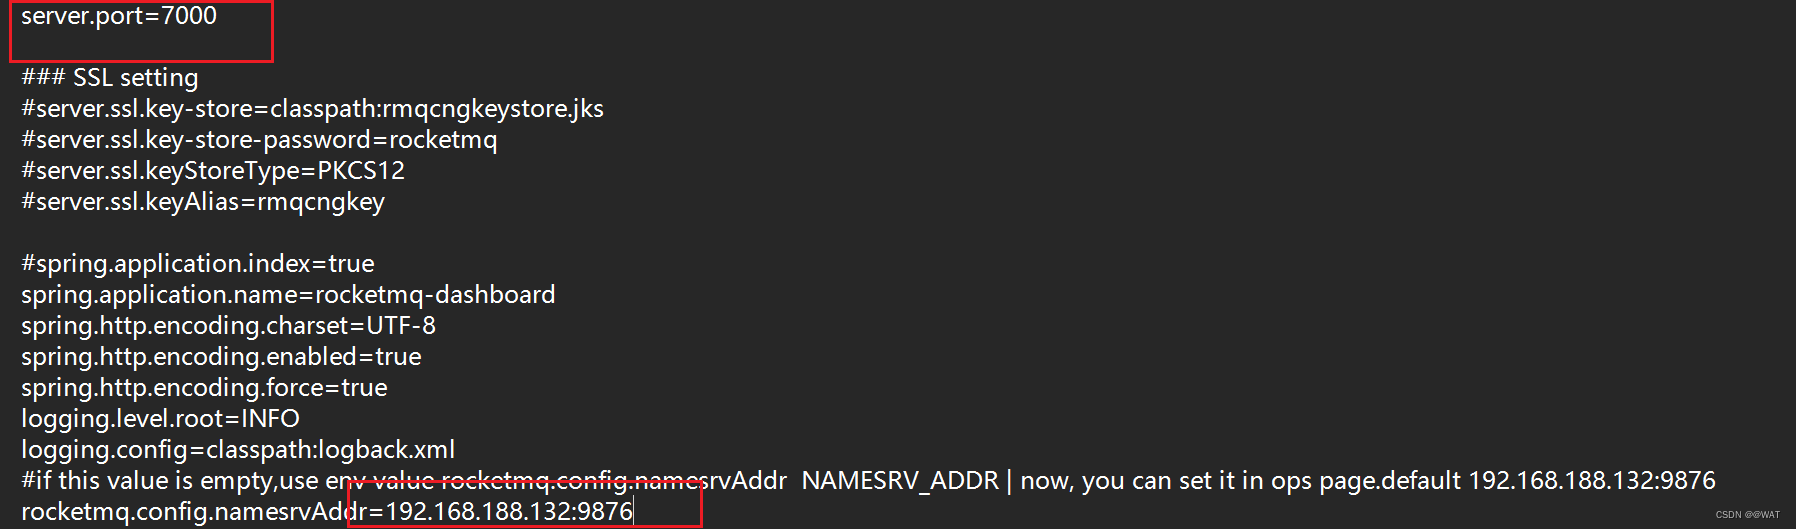 server.port=7000
### SSL setting
#server.ssl.key-store=classpath:rmqcngkeystore.jks
#server.ssl.key-store-password=rocketmq
#server.ssl.keyStoreType=PKCS12
#server.ssl.keyAlias=rmqcngkey
#spring.application.index=true
spring.application.name=rocketmq-dashboard
spring.http.encoding.charset=UTF-8
spring.http.encoding.enabled=true
spring.http.encoding.force=true
logging.level.root=INFO
logging.config=classpath:logback.xml
#if this value is empty,use env value rocketmq.config.namesrvAddr  NAMESRV_ADDR | now, you can set it in ops page.default 192.168.188.132:9876
rocketmq.config.namesrvAddr=192.168.188.132:9876
CSDN @@WAT